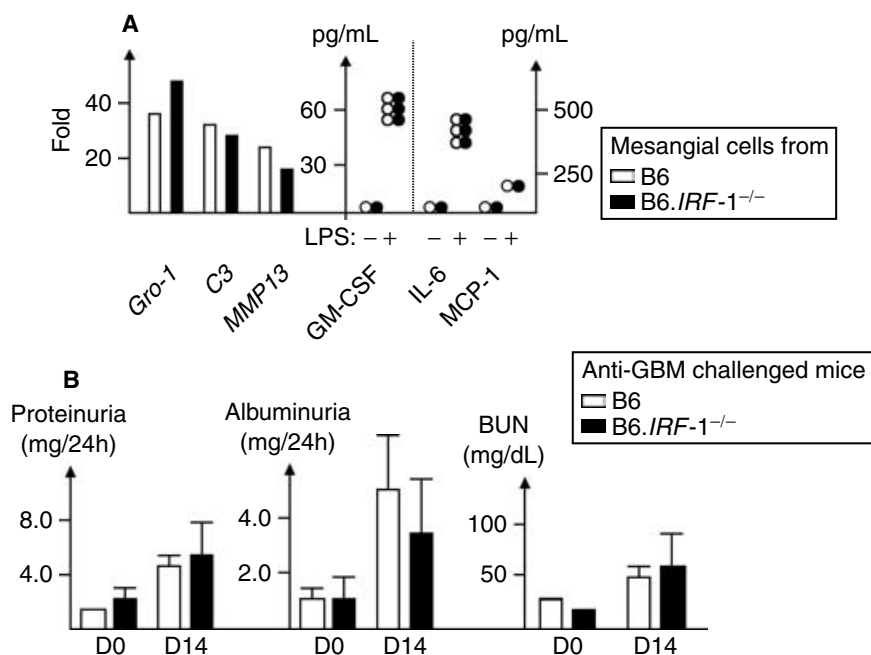 A
pg/mL
pg/mL
Fold
40
20
60
30
500
250
Mesangial cells from
B6
B6.IRF-1⁻/⁻
LPS: – + – + – +
Gro-1
C3
MMP13
GM-CSF
IL-6
MCP-1
B
Anti-GBM challenged mice
B6
B6.IRF-1⁻/⁻
Proteinuria
(mg/24h)
8.0
4.0
D0 D14
Albuminuria
(mg/24h)
4.0
2.0
D0 D14
BUN
(mg/dL)
100
50
D0 D14